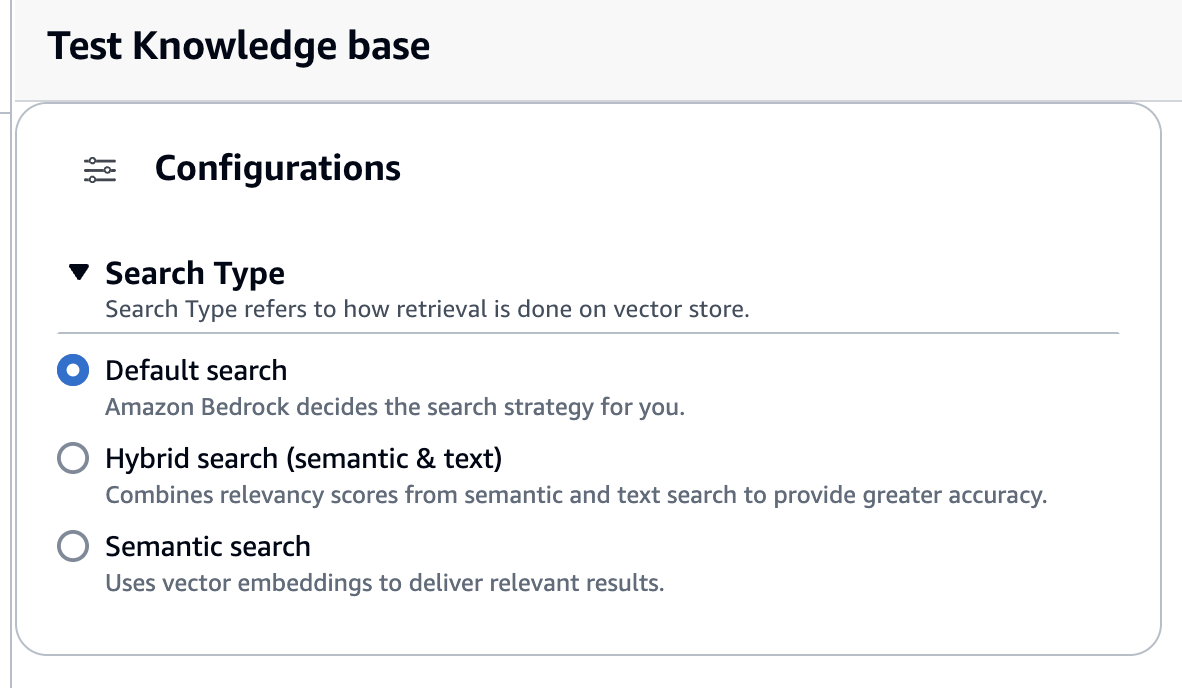 Test Knowledge base
Configurations
Search Type
Search Type refers to how retrieval is done on vector store.
Default search
Amazon Bedrock decides the search strategy for you.
Hybrid search (semantic & text)
Combines relevancy scores from semantic and text search to provide greater accuracy.
Semantic search
Uses vector embeddings to deliver relevant results.